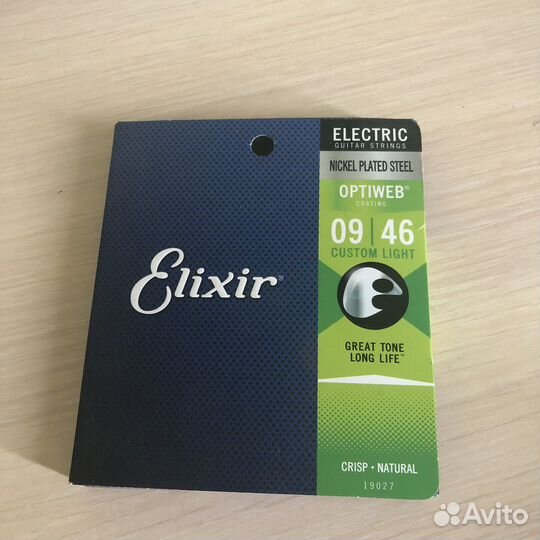 Elixir®
ELECTRIC
GUITAR STRINGS
NICKEL PLATED STEEL
OPTIWEB®
COATING
09 | 46
CUSTOM LIGHT
GREAT TONE
LONG LIFE™
CRISP • NATURAL
19027
Avito